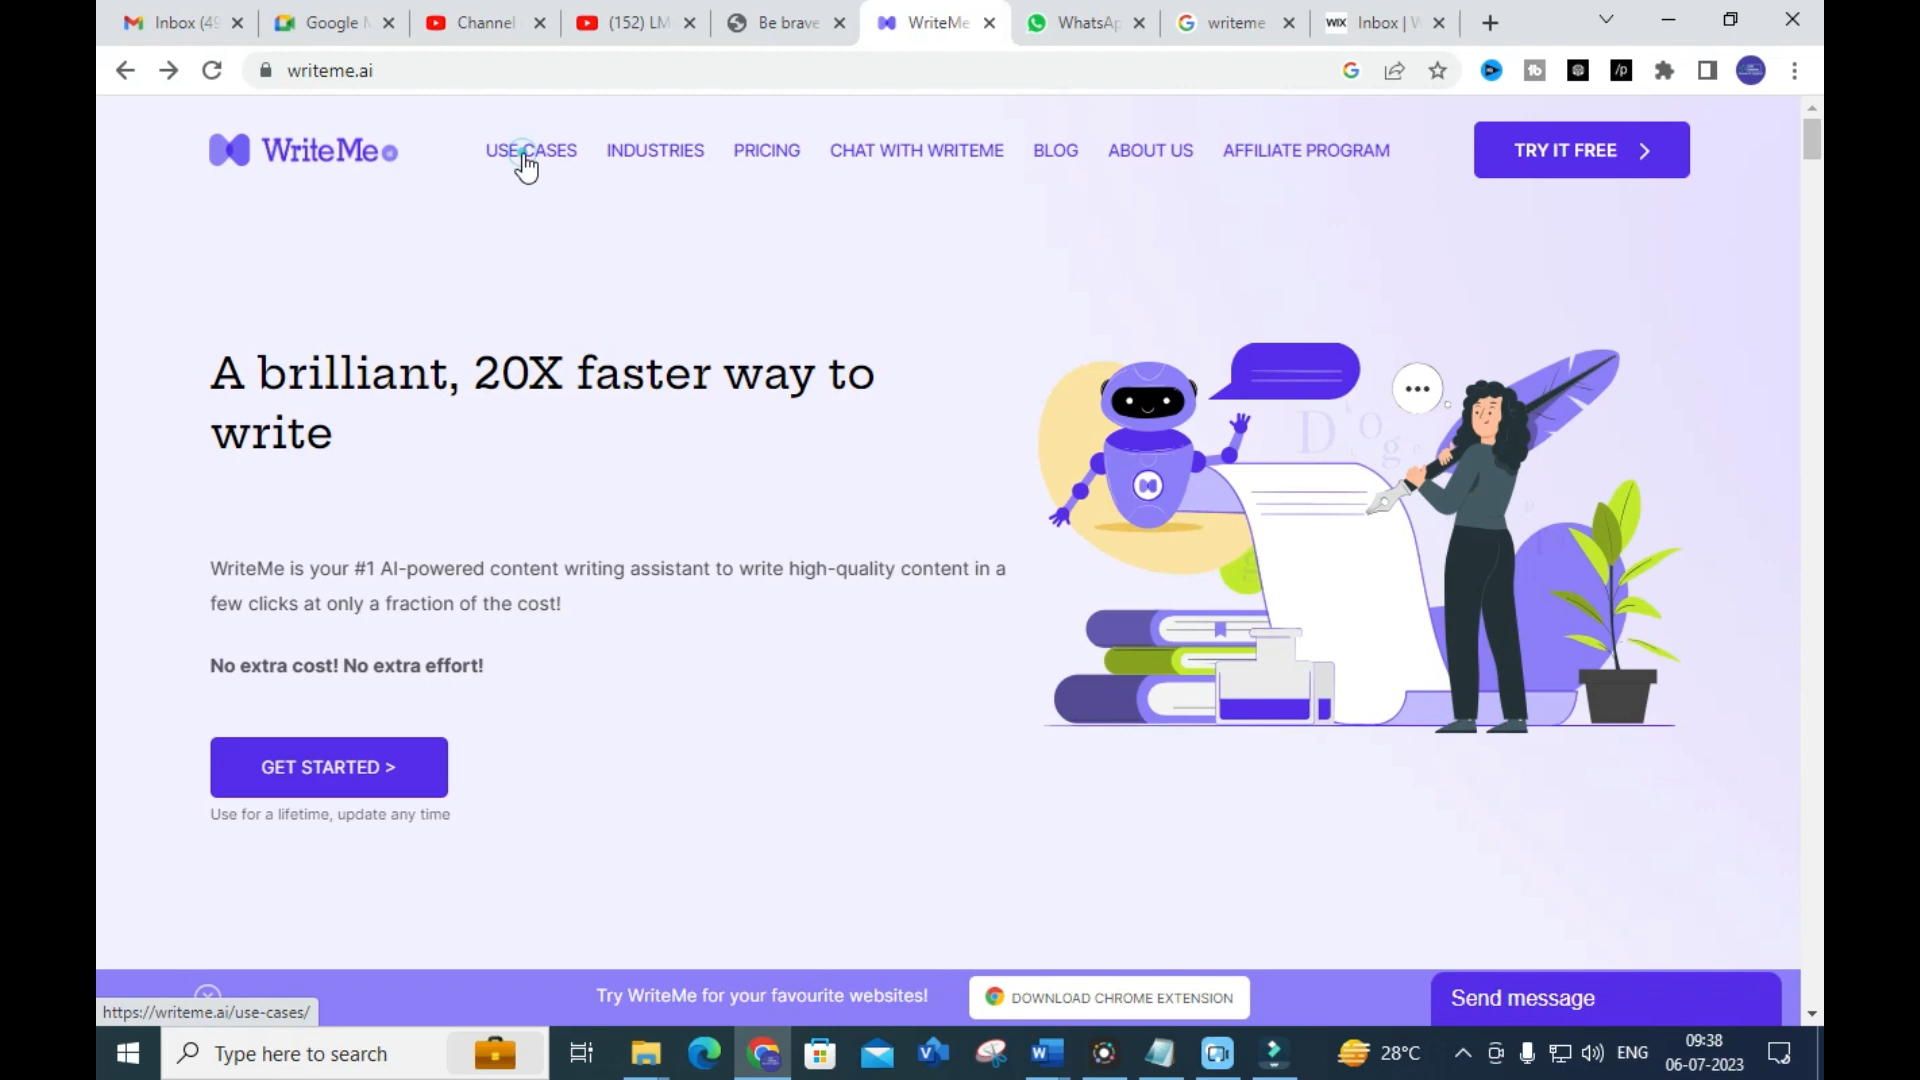 Inbox (49
Google M
Channel
(152) LM
Be brave
WriteMe
WhatsAp
writeme
WIX Inbox | W
writeme.ai
WriteMe
USE CASES
INDUSTRIES
PRICING
CHAT WITH WRITEME
BLOG
ABOUT US
AFFILIATE PROGRAM
TRY IT FREE >
A brilliant, 20X faster way to
write
WriteMe is your #1 AI-powered content writing assistant to write high-quality content in a
few clicks at only a fraction of the cost!
No extra cost! No extra effort!
GET STARTED >
Use for a lifetime, update any time
Try WriteMe for your favourite websites!
DOWNLOAD CHROME EXTENSION
Send message
https://writeme.ai/use-cases/
Type here to search
28°C
ENG
09:38
06-07-2023